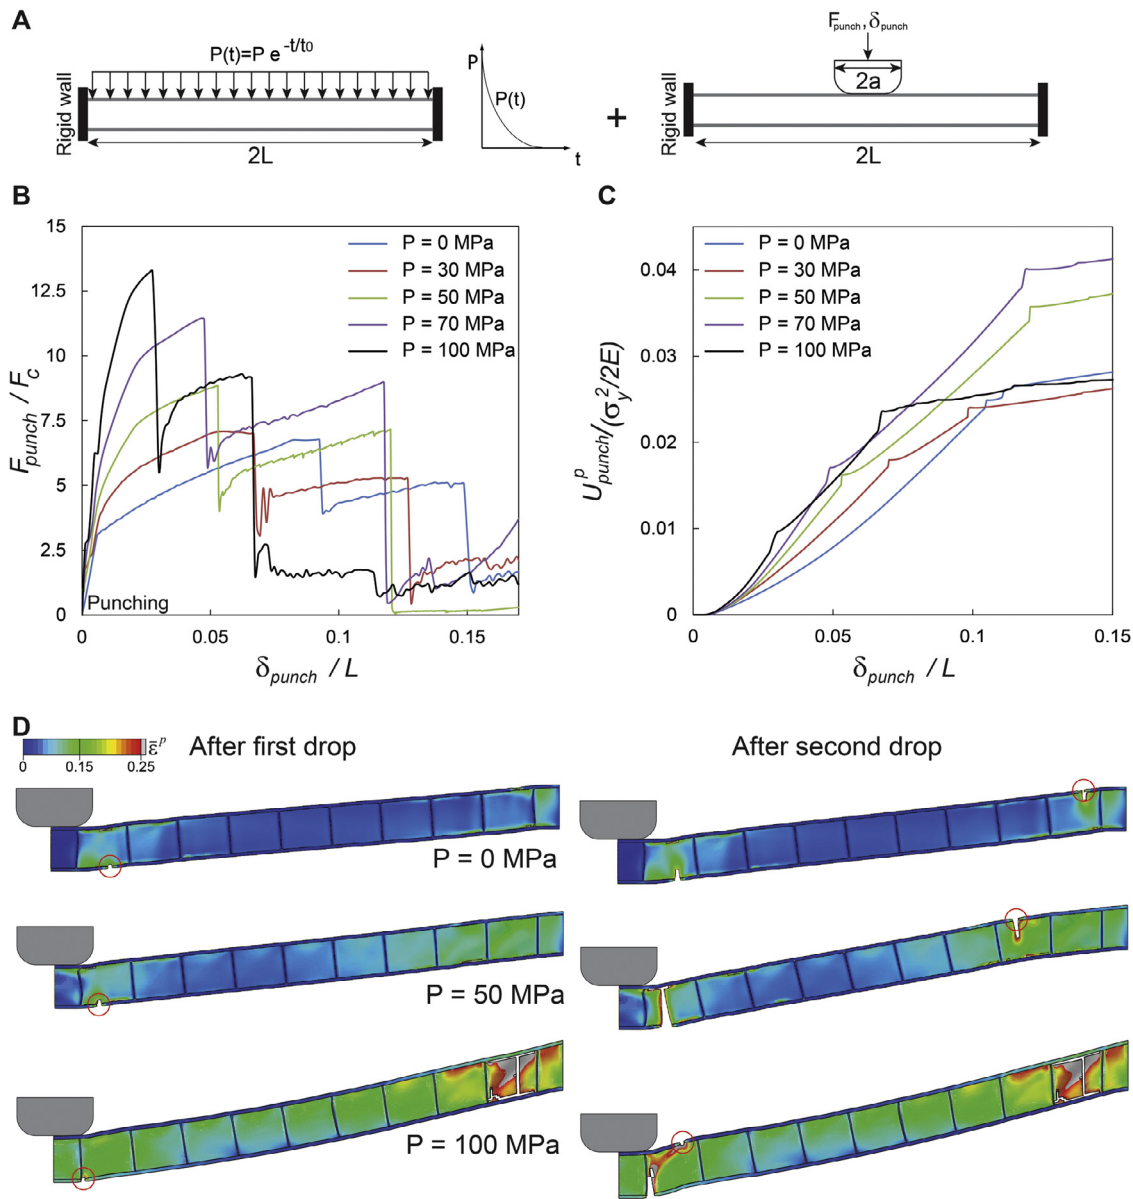 A
P(t)=P e^-t/t0
Rigid wall
2L
P
P(t)
t
+
F_punch, δ_punch
2a
Rigid wall
2L
B
F_punch / F_c
15
12.5
10
7.5
5
2.5
0
P = 0 MPa
P = 30 MPa
P = 50 MPa
P = 70 MPa
P = 100 MPa
Punching
0
0.05
0.1
0.15
δ_punch / L
C
U^p_punch/(σ_y^2/2E)
0.04
0.03
0.02
0.01
0
P = 0 MPa
P = 30 MPa
P = 50 MPa
P = 70 MPa
P = 100 MPa
0
0.05
0.1
0.15
δ_punch / L
D
ε̄^p
0
0.15
0.25
After first drop
After second drop
P = 0 MPa
P = 50 MPa
P = 100 MPa